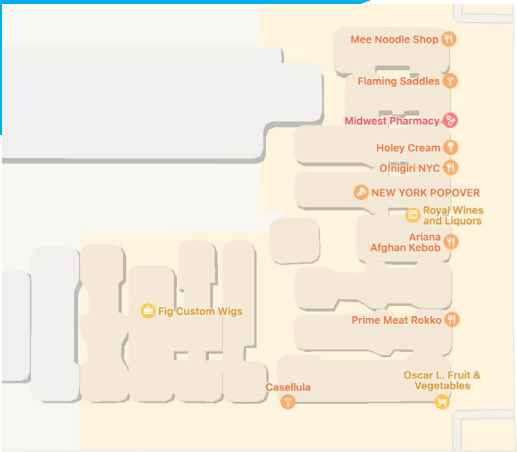 Mee Noodle Shop
Flaming Saddles
Midwest Pharmacy
Holey Cream
O!nigiri NYC
NEW YORK POPOVER
Royal Wines
and Liquors
Ariana
Afghan Kebob
Fig Custom Wigs
Prime Meat Rokko
Oscar L. Fruit &
Vegetables
Casellula